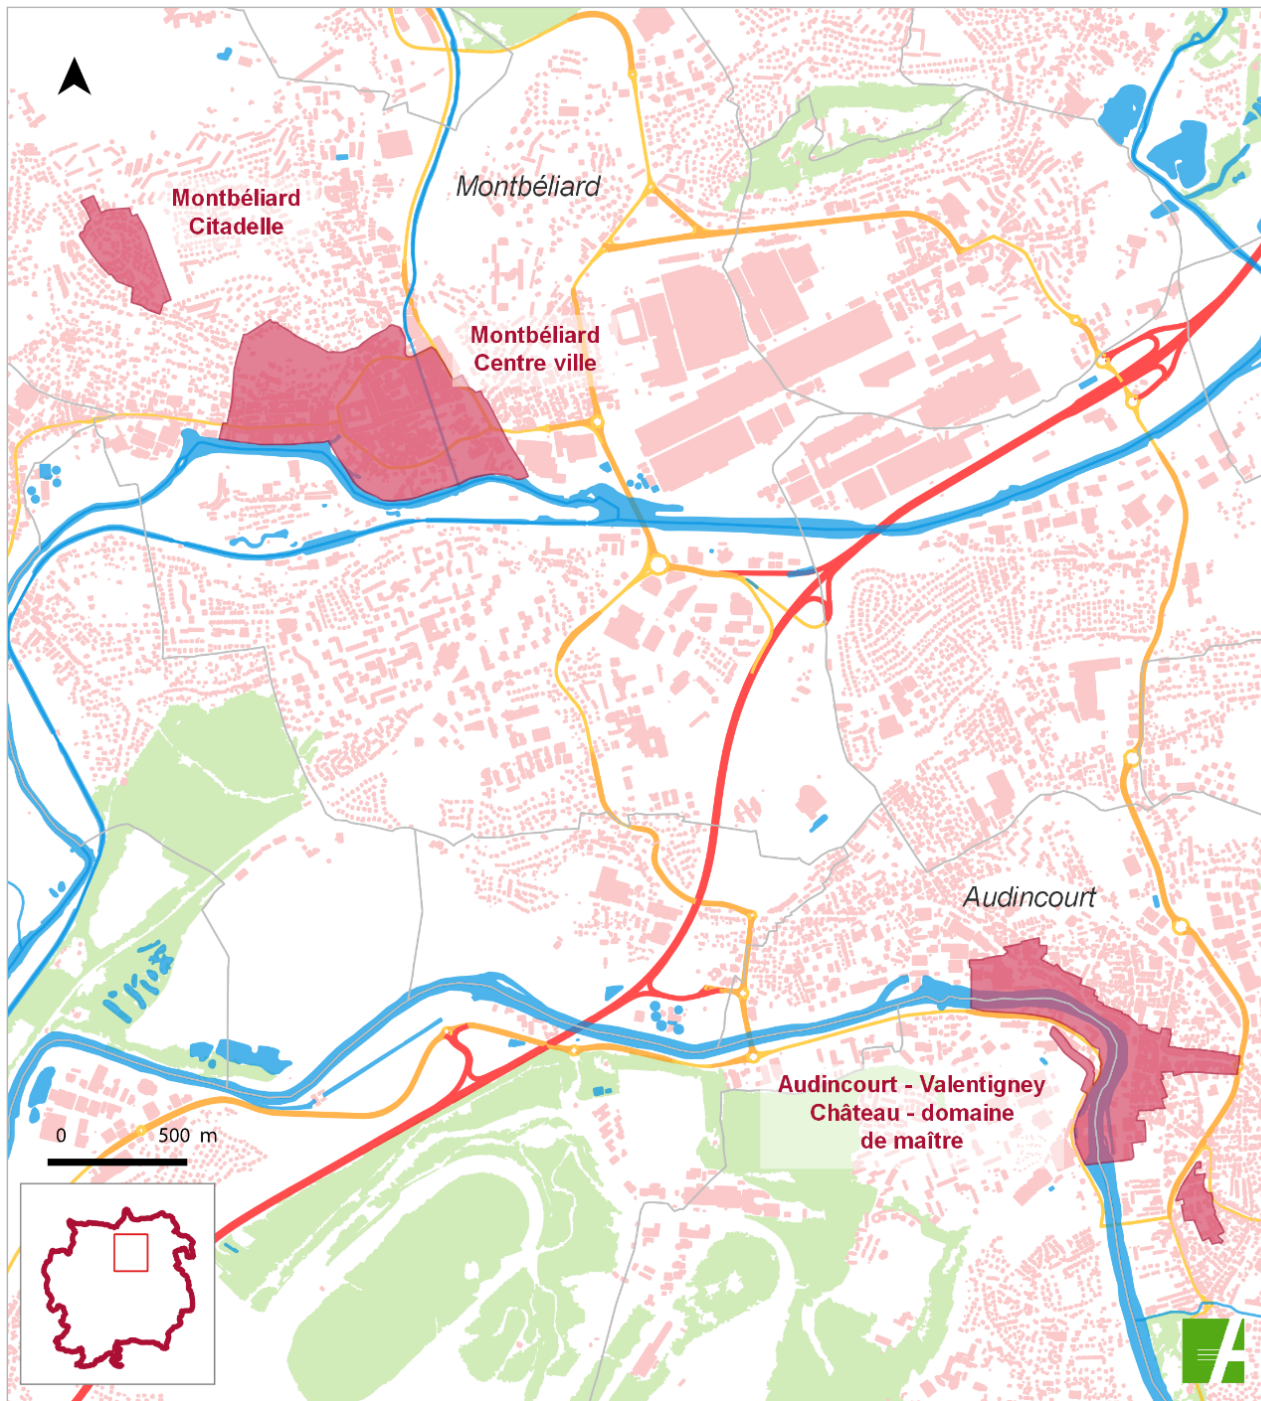 Montbéliard
Montbéliard
Citadelle
Montbéliard
Centre ville
Audincourt
Audincourt - Valentigney
Château - domaine
de maître
0 500 m